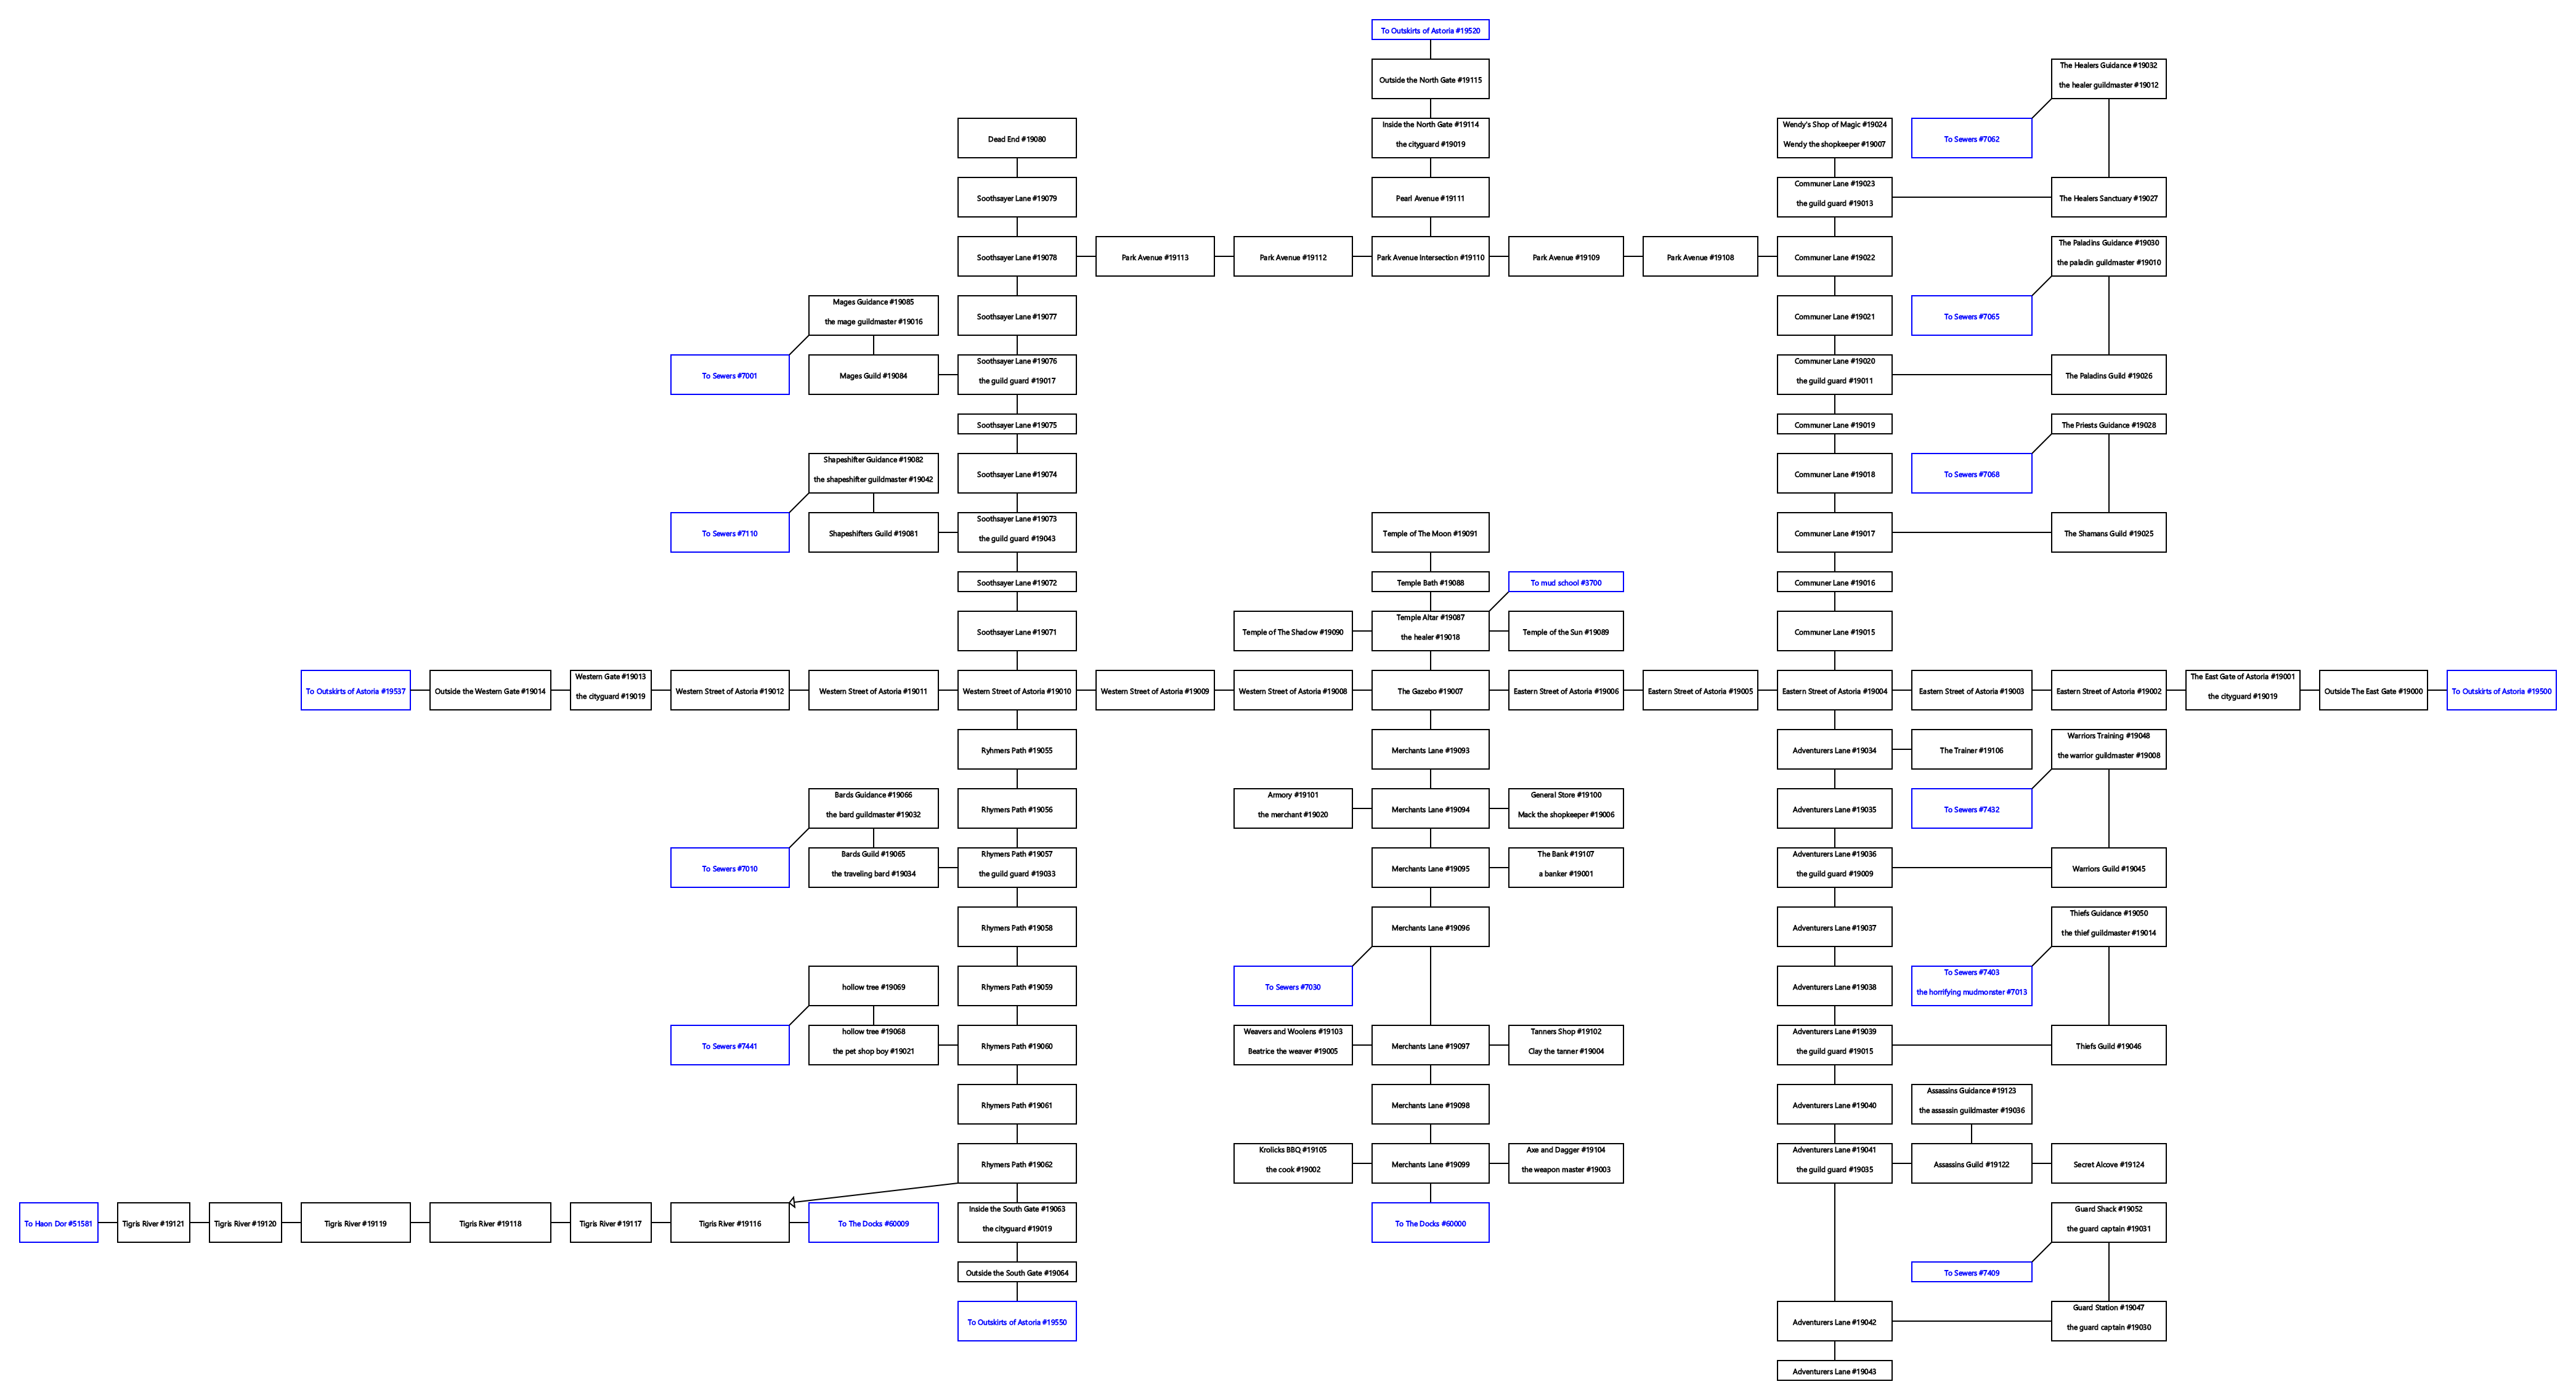 To Outskirts of Astoria #19520
Outside the North Gate #19115
The Healers Guidance #19032
the healer guildmaster #19012
Dead End #19080
Inside the North Gate #19114
the cityguard #19019
Wendy's Shop of Magic #19024
Wendy the shopkeeper #19007
To Sewers #7062
Soothsayer Lane #19079
Pearl Avenue #19111
Communer Lane #19023
the guild guard #19013
The Healers Sanctuary #19027
Soothsayer Lane #19078
Park Avenue #19113
Park Avenue #19112
Park Avenue Intersection #19110
Park Avenue #19109
Park Avenue #19108
Communer Lane #19022
The Paladins Guidance #19030
the paladin guildmaster #19010
Mages Guidance #19085
the mage guildmaster #19016
Soothsayer Lane #19077
Communer Lane #19021
To Sewers #7065
To Sewers #7001
Mages Guild #19084
Soothsayer Lane #19076
the guild guard #19017
Communer Lane #19020
the guild guard #19011
The Paladins Guild #19026
Soothsayer Lane #19075
Communer Lane #19019
The Priests Guidance #19028
Shapeshifter Guidance #19082
the shapeshifter guildmaster #19042
Soothsayer Lane #19074
Communer Lane #19018
To Sewers #7068
To Sewers #7110
Shapeshifters Guild #19081
Soothsayer Lane #19073
the guild guard #19043
Temple of The Moon #19091
Communer Lane #19017
The Shamans Guild #19025
Soothsayer Lane #19072
Temple Bath #19088
To mud school #3700
Communer Lane #19016
Soothsayer Lane #19071
Temple of The Shadow #19090
Temple Altar #19087
the healer #19018
Temple of the Sun #19089
Communer Lane #19015
To Outskirts of Astoria #19537
Outside the Western Gate #19014
Western Gate #19013
the cityguard #19019
Western Street of Astoria #19012
Western Street of Astoria #19011
Western Street of Astoria #19010
Western Street of Astoria #19009
Western Street of Astoria #19008
The Gazebo #19007
Eastern Street of Astoria #19006
Eastern Street of Astoria #19005
Eastern Street of Astoria #19004
Eastern Street of Astoria #19003
Eastern Street of Astoria #19002
The East Gate of Astoria #19001
the cityguard #19019
Outside The East Gate #19000
To Outskirts of Astoria #19500
Ryhmers Path #19055
Merchants Lane #19093
Adventurers Lane #19034
The Trainer #19106
Warriors Training #19048
the warrior guildmaster #19008
Bards Guidance #19066
the bard guildmaster #19032
Rhymers Path #19056
Armory #19101
the merchant #19020
Merchants Lane #19094
General Store #19100
Mack the shopkeeper #19006
Adventurers Lane #19035
To Sewers #7432
To Sewers #7010
Bards Guild #19065
the traveling bard #19034
Rhymers Path #19057
the guild guard #19033
Merchants Lane #19095
The Bank #19107
a banker #19001
Adventurers Lane #19036
the guild guard #19009
Warriors Guild #19045
Rhymers Path #19058
Merchants Lane #19096
Adventurers Lane #19037
Thiefs Guidance #19050
the thief guildmaster #19014
hollow tree #19069
Rhymers Path #19059
To Sewers #7030
Adventurers Lane #19038
To Sewers #7403
the horrifying mudmonster #7013
To Sewers #7441
hollow tree #19068
the pet shop boy #19021
Rhymers Path #19060
Weavers and Woolens #19103
Beatrice the weaver #19005
Merchants Lane #19097
Tanners Shop #19102
Clay the tanner #19004
Adventurers Lane #19039
the guild guard #19015
Thiefs Guild #19046
Rhymers Path #19061
Merchants Lane #19098
Adventurers Lane #19040
Assassins Guidance #19123
the assassin guildmaster #19036
Rhymers Path #19062
Krolicks BBQ #19105
the cook #19002
Merchants Lane #19099
Axe and Dagger #19104
the weapon master #19003
Adventurers Lane #19041
the guild guard #19035
Assassins Guild #19122
Secret Alcove #19124
To Haon Dor #51581
Tigris River #19121
Tigris River #19120
Tigris River #19119
Tigris River #19118
Tigris River #19117
Tigris River #19116
To The Docks #60009
Inside the South Gate #19063
the cityguard #19019
To The Docks #60000
Guard Shack #19052
the guard captain #19031
Outside the South Gate #19064
To Sewers #7409
To Outskirts of Astoria #19550
Adventurers Lane #19042
Guard Station #19047
the guard captain #19030
Adventurers Lane #19043